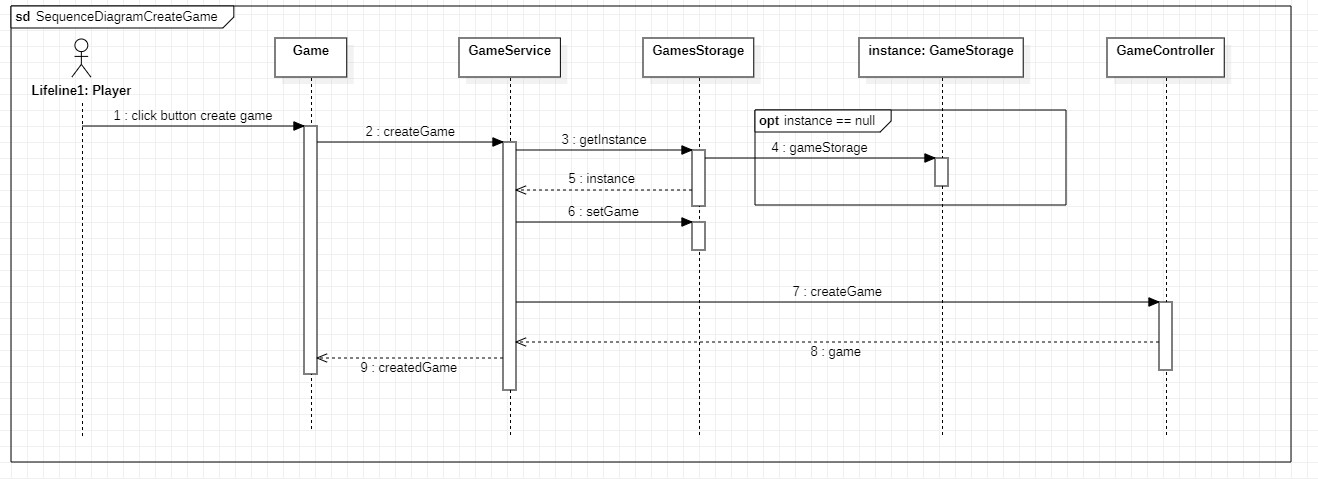 sd SequenceDiagramCreateGame
Lifeline1: Player
Game
GameService
GamesStorage
instance: GameStorage
GameController
1 : click button create game
2 : createGame
3 : getInstance
opt instance == null
4 : gameStorage
5 : instance
6 : setGame
7 : createGame
8 : game
9 : createdGame